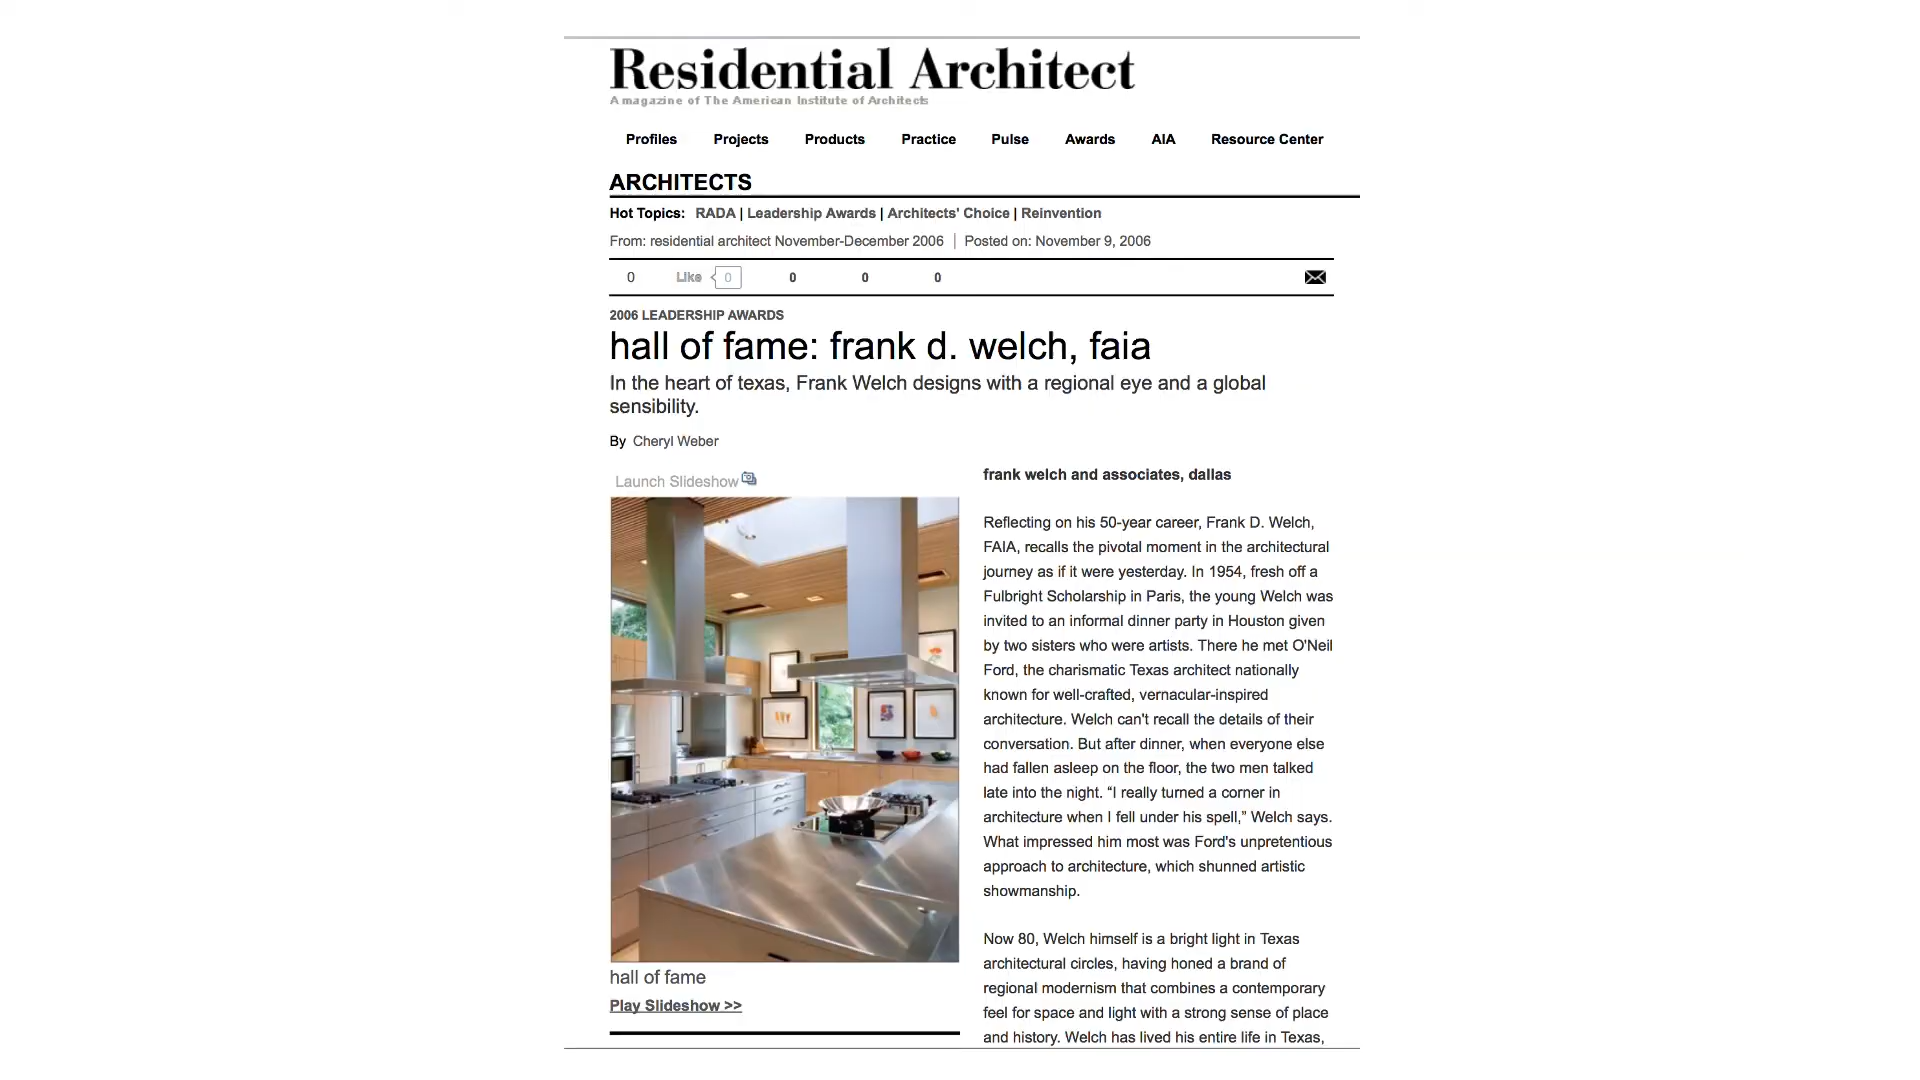 Residential Architect
A magazine of The American Institute of Architects
Profiles Projects Products Practice Pulse Awards AIA Resource Center
ARCHITECTS
Hot Topics: RADA | Leadership Awards | Architects' Choice | Reinvention
From: residential architect November-December 2006 | Posted on: November 9, 2006
0 Like 0 0 0 0
2006 LEADERSHIP AWARDS
hall of fame: frank d. welch, faia
In the heart of texas, Frank Welch designs with a regional eye and a global
sensibility.
By Cheryl Weber
Launch Slideshow
hall of fame
Play Slideshow >>
frank welch and associates, dallas
Reflecting on his 50-year career, Frank D. Welch,
FAIA, recalls the pivotal moment in the architectural
journey as if it were yesterday. In 1954, fresh off a
Fulbright Scholarship in Paris, the young Welch was
invited to an informal dinner party in Houston given
by two sisters who were artists. There he met O'Neil
Ford, the charismatic Texas architect nationally
known for well-crafted, vernacular-inspired
architecture. Welch can't recall the details of their
conversation. But after dinner, when everyone else
had fallen asleep on the floor, the two men talked
late into the night. “I really turned a corner in
architecture when I fell under his spell,” Welch says.
What impressed him most was Ford's unpretentious
approach to architecture, which shunned artistic
showmanship.
Now 80, Welch himself is a bright light in Texas
architectural circles, having honed a brand of
regional modernism that combines a contemporary
feel for space and light with a strong sense of place
and history. Welch has lived his entire life in Texas,